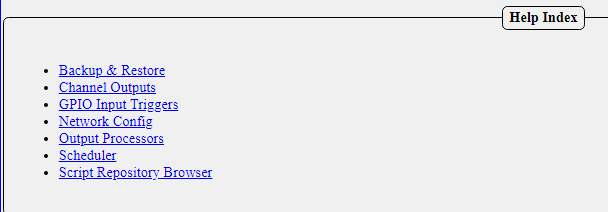 Help Index
Backup & Restore
Channel Outputs
GPIO Input Triggers
Network Config
Output Processors
Scheduler
Script Repository Browser